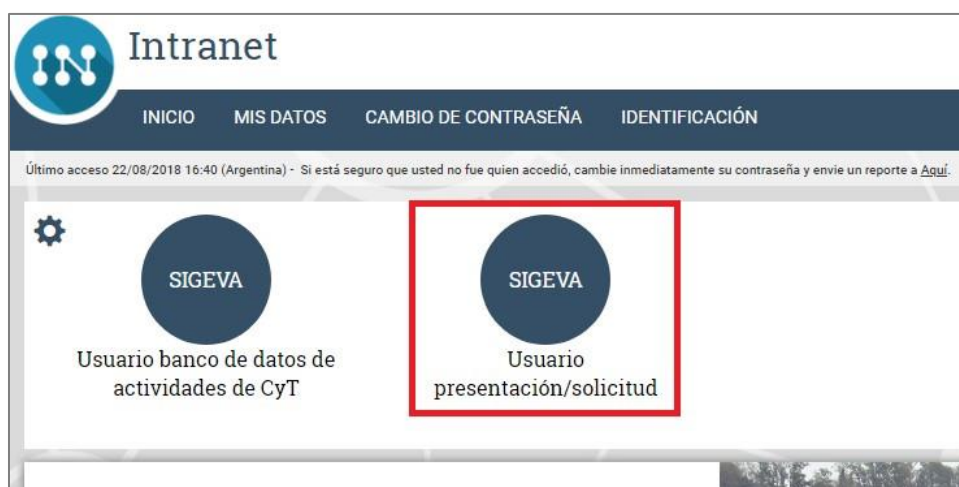 IN
Intranet
INICIO MIS DATOS CAMBIO DE CONTRASEÑA IDENTIFICACIÓN
Último acceso 22/08/2018 16:40 (Argentina) - Si está seguro que usted no fue quien accedió, cambie inmediatamente su contraseña y envie un reporte a Aquí.
SIGEVA
Usuario banco de datos de
actividades de CyT
SIGEVA
Usuario
presentación/solicitud